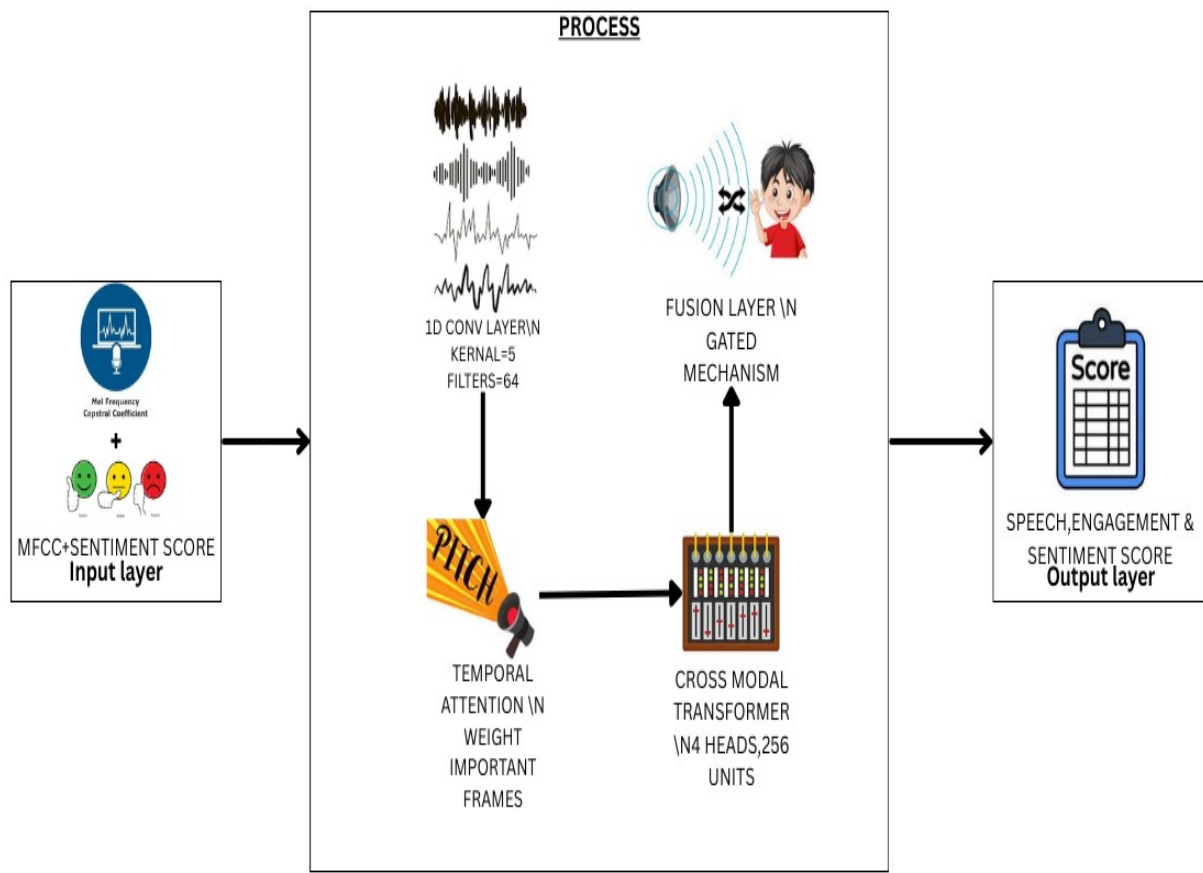 PROCESS
Mel Frequency
Cepstral Coefficient
+
MFCC+SENTIMENT SCORE
Input layer
1D CONV LAYER\N
KERNAL=5
FILTERS=64
PITCH
TEMPORAL
ATTENTION \N
WEIGHT
IMPORTANT
FRAMES
CROSS MODAL
TRANSFORMER
\N4 HEADS,256
UNITS
FUSION LAYER \N
GATED
MECHANISM
Score
SPEECH,ENGAGEMENT &
SENTIMENT SCORE
Output layer